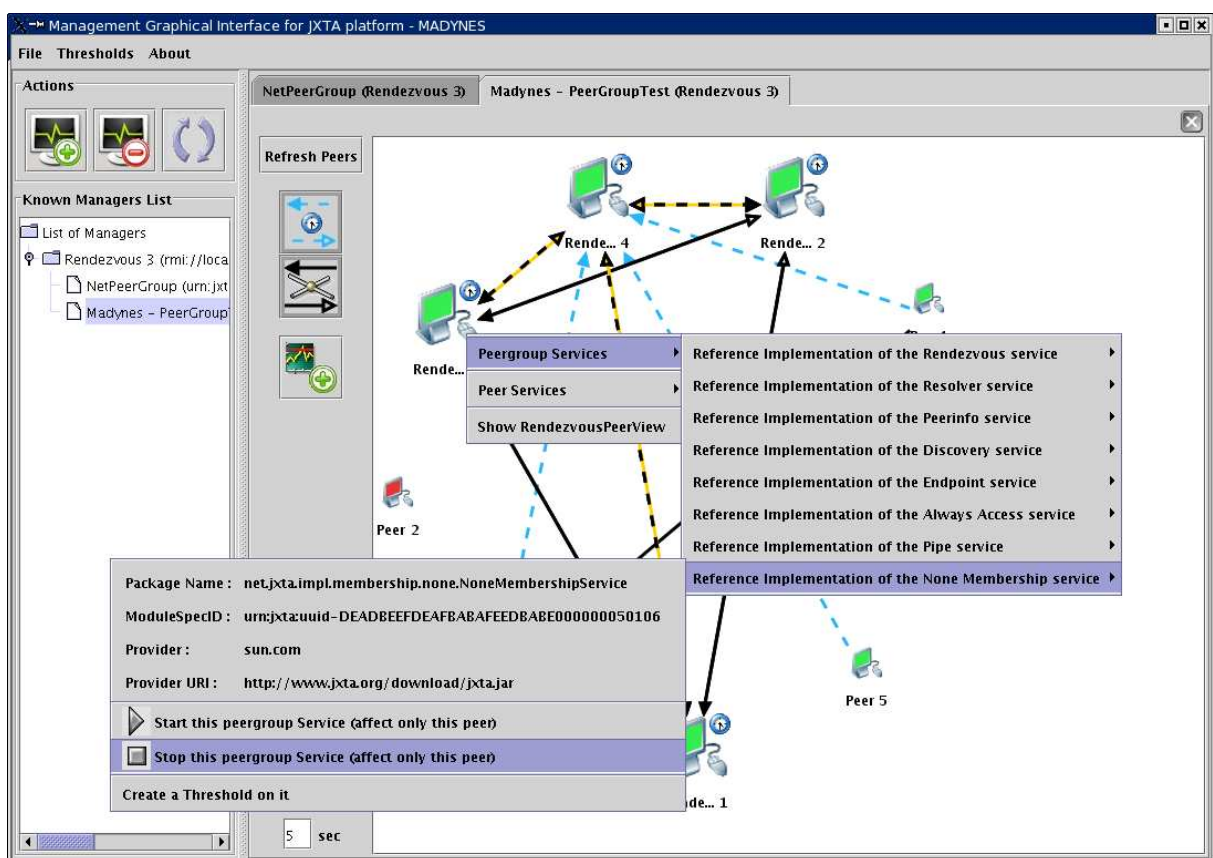 Management Graphical Interface for JXTA platform - MADYNES
File Thresholds About
Actions
Known Managers List
List of Managers
Rendezvous 3 (rmi://loca
NetPeerGroup (urn:jxt
Madynes - PeerGroup
NetPeerGroup (Rendezvous 3)
Madynes - PeerGroupTest (Rendezvous 3)
Refresh Peers
Rende... 4
Rende... 2
Rende...
Peergroup Services
Peer Services
Show RendezvousPeerView
Reference Implementation of the Rendezvous service
Reference Implementation of the Resolver service
Reference Implementation of the Peerinfo service
Reference Implementation of the Discovery service
Reference Implementation of the Endpoint service
Reference Implementation of the Always Access service
Reference Implementation of the Pipe service
Reference Implementation of the None Membership service
Peer 2
Package Name : net.jxta.impl.membership.none.NoneMembershipService
ModuleSpecID : urn:jxta:uuid-DEADBEEFDEAFBABAFEEDBABE000000050106
Provider : sun.com
Provider URI : http://www.jxta.org/download/jxta.jar
Start this peergroup Service (affect only this peer)
Stop this peergroup Service (affect only this peer)
Create a Threshold on it
Peer 5
de... 1
5 sec